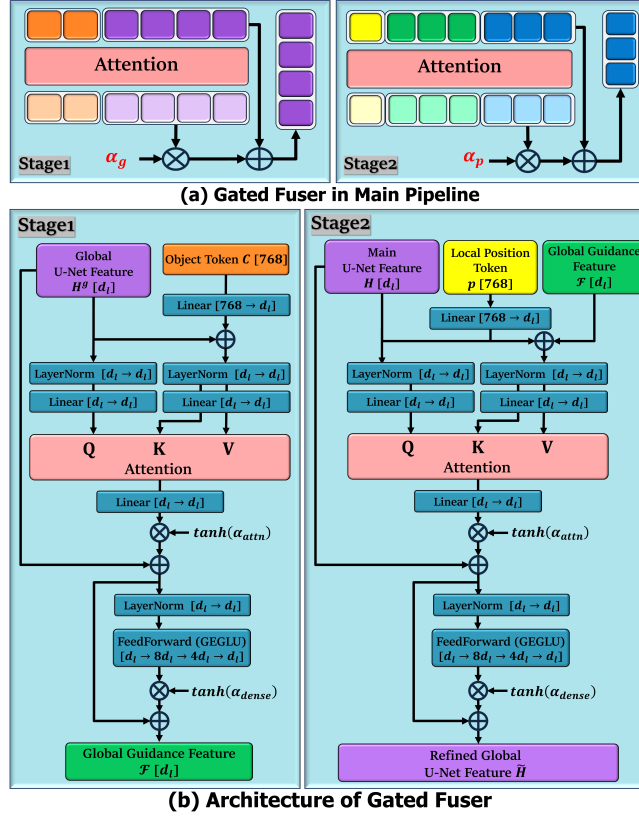 Attention
Stage1
α_g
Attention
Stage2
α_p
(a) Gated Fuser in Main Pipeline
Stage1
Global
U-Net Feature
H^g [d_l]
Object Token C [768]
Linear [768 → d_l]
LayerNorm [d_l → d_l]
LayerNorm [d_l → d_l]
Linear [d_l → d_l]
Linear [d_l → d_l]
Q K V
Attention
Linear [d_l → d_l]
tanh(α_attn)
LayerNorm [d_l → d_l]
FeedForward (GEGLU)
[d_l → 8d_l → 4d_l → d_l]
tanh(α_dense)
Global Guidance Feature
F [d_l]
Stage2
Main
U-Net Feature
H [d_l]
Local Position
Token
p [768]
Global Guidance
Feature
F [d_l]
Linear [768 → d_l]
LayerNorm [d_l → d_l]
LayerNorm [d_l → d_l]
Linear [d_l → d_l]
Linear [d_l → d_l]
Q K V
Attention
Linear [d_l → d_l]
tanh(α_attn)
LayerNorm [d_l → d_l]
FeedForward (GEGLU)
[d_l → 8d_l → 4d_l → d_l]
tanh(α_dense)
Refined Global
U-Net Feature H̃
(b) Architecture of Gated Fuser